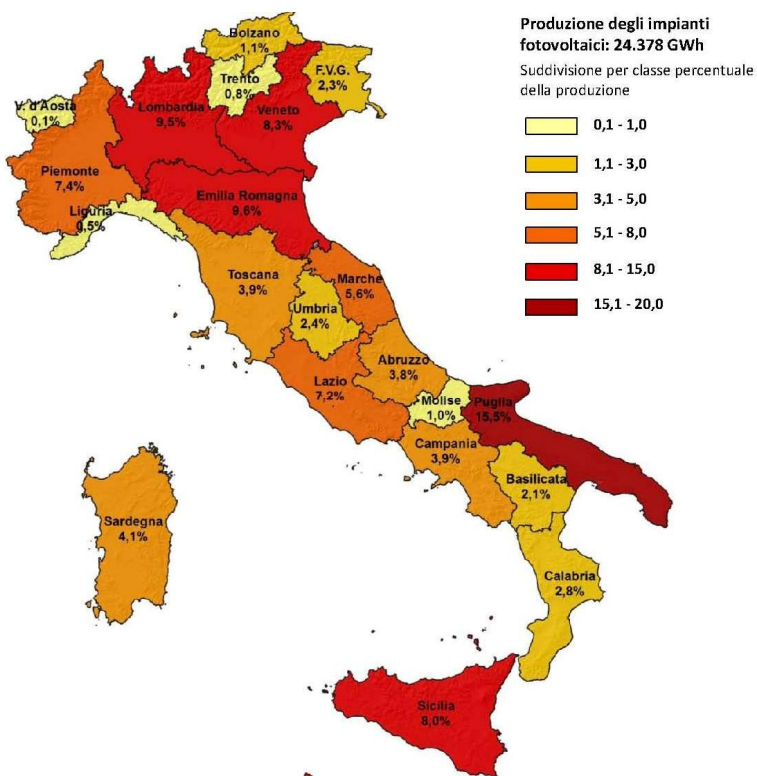 Produzione degli impianti
fotovoltaici: 24.378 GWh
Suddivisione per classe percentuale
della produzione
0,1 - 1,0
1,1 - 3,0
3,1 - 5,0
5,1 - 8,0
8,1 - 15,0
15,1 - 20,0
Bolzano
1,1%
Trento
0,8%
F.V.G.
2,3%
V. d'Aosta
0,1%
Lombardia
9,5%
Veneto
8,3%
Piemonte
7,4%
Emilia Romagna
9,6%
Liguria
0,5%
Toscana
3,9%
Marche
5,6%
Umbria
2,4%
Abruzzo
3,8%
Lazio
7,2%
Molise
1,0%
Puglia
15,5%
Campania
3,9%
Basilicata
2,1%
Sardegna
4,1%
Calabria
2,8%
Sicilia
8,0%